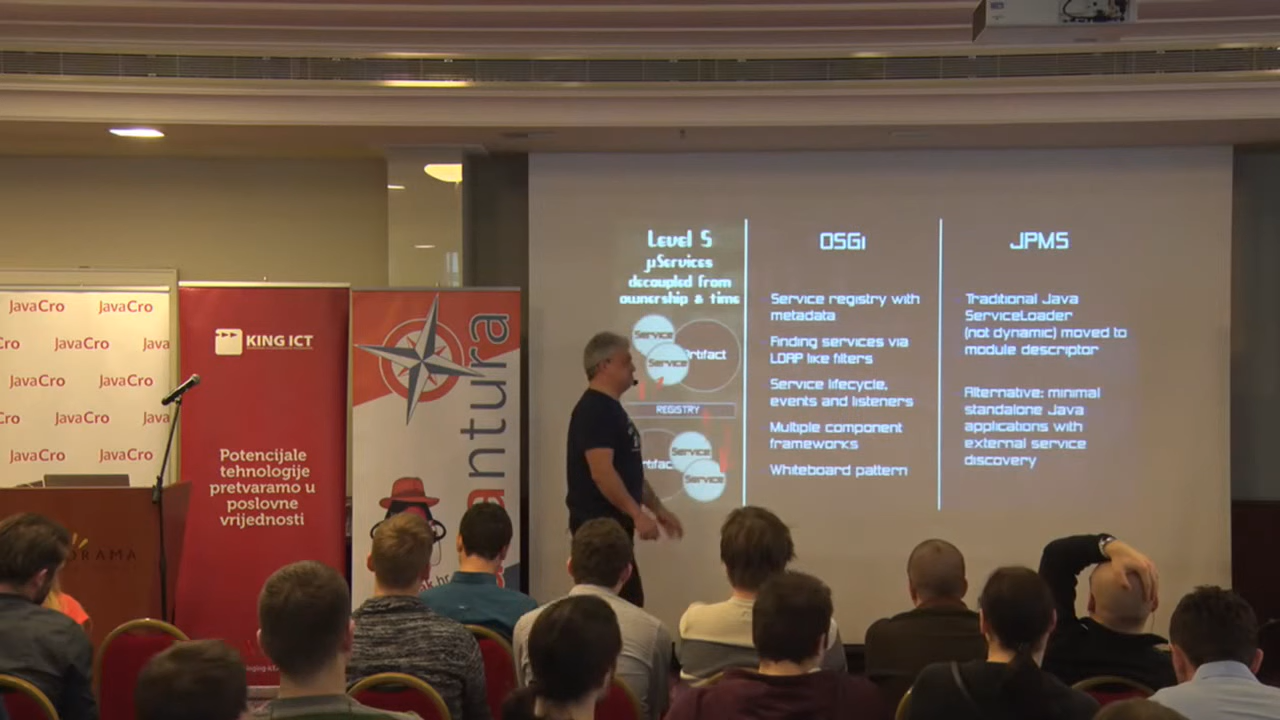 JavaCro JavaCro
JavaCro Java
JavaCro JavaCro
JavaCro Java
JavaCro JavaCro
KING ICT
Potencijale
tehnologije
pretvaramo u
poslovne
vrijednosti
antura
Level 5
µServices
decoupled from
ownership & time
Service
Service
Artifact
REGISTRY
Service
Service
OSGi
Service registry with
metadata
Finding services via
LDAP like filters
Service lifecycle,
events and listeners
Multiple component
frameworks
Whiteboard pattern
JPMS
Traditional Java
ServiceLoader
(not dynamic) moved to
module descriptor
Alternative: minimal
standalone Java
applications with
external service
discovery